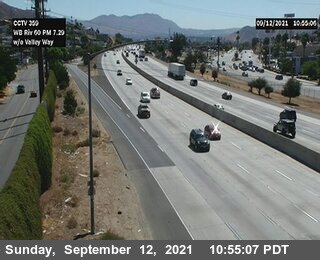 CCTV 359
WB Riv 60 PM 7.29
w/o Valley Way
09/12/2021 10:55:06
Sunday, September 12, 2021 10:55:07 PDT